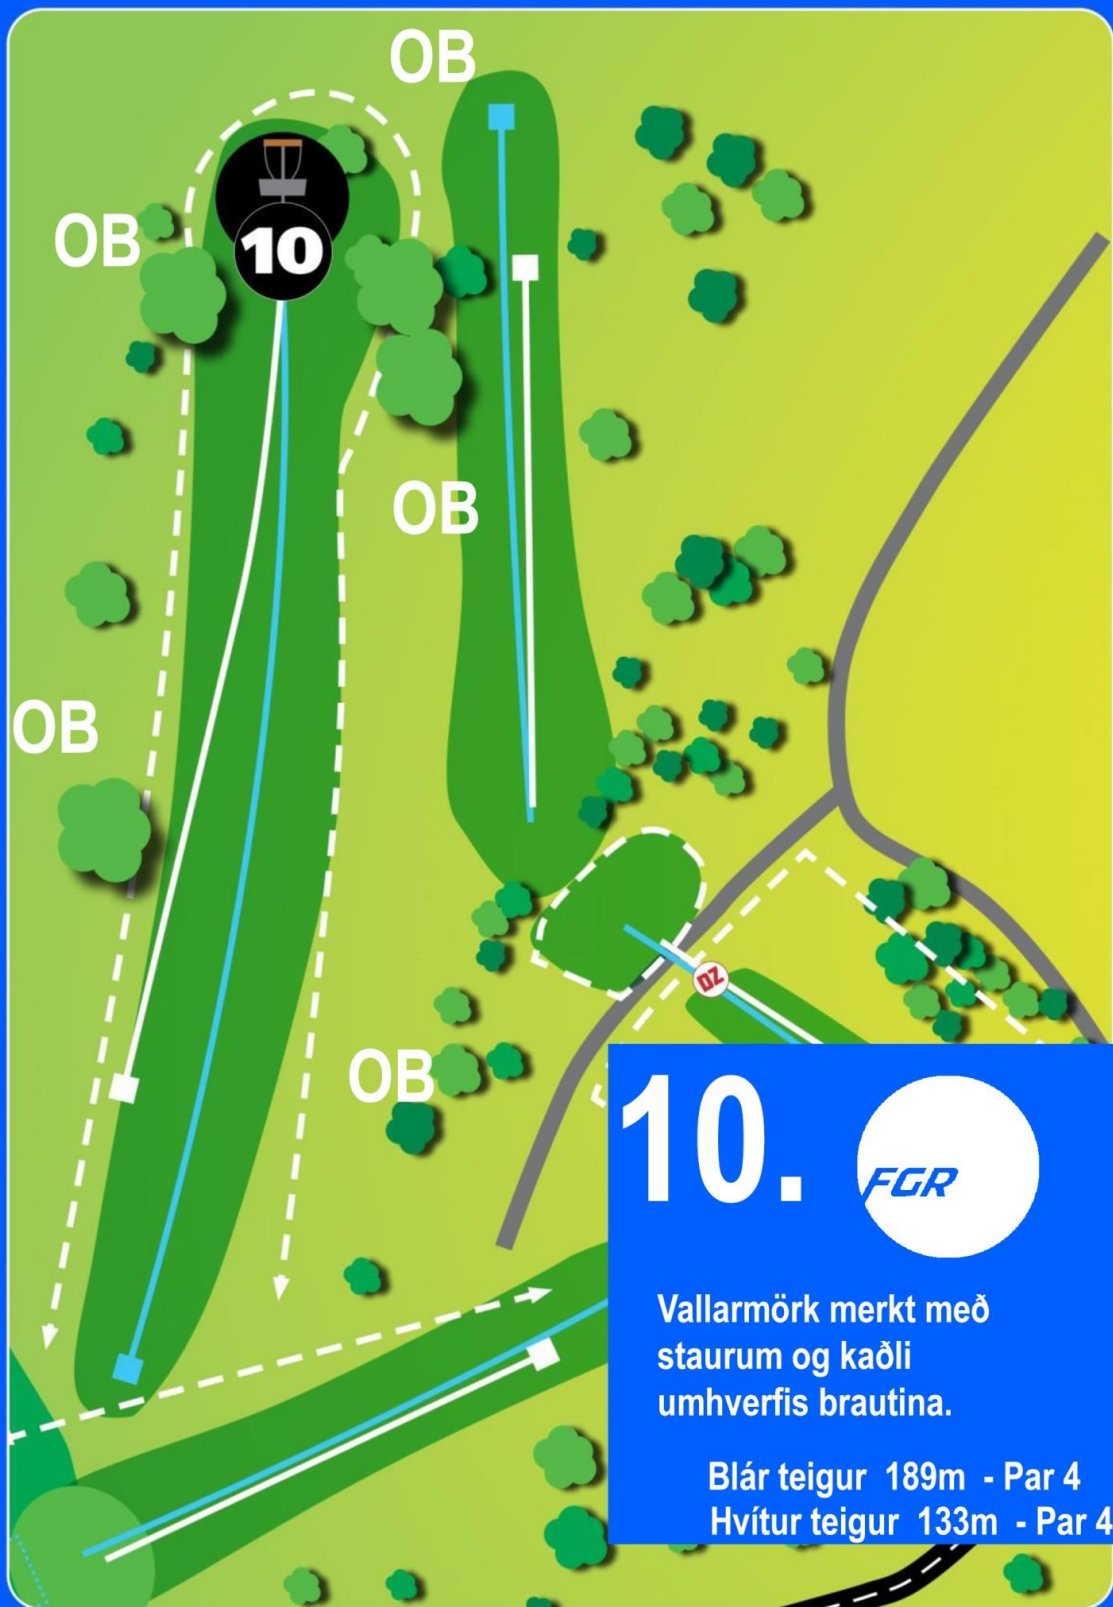 OB
OB
10
OB
OB
DZ
OB
10.
FGR
Vallarmörk merkt með
staurum og kaðli
umhverfis brautina.
Blár teigur 189m - Par 4
Hvítur teigur 133m - Par 4